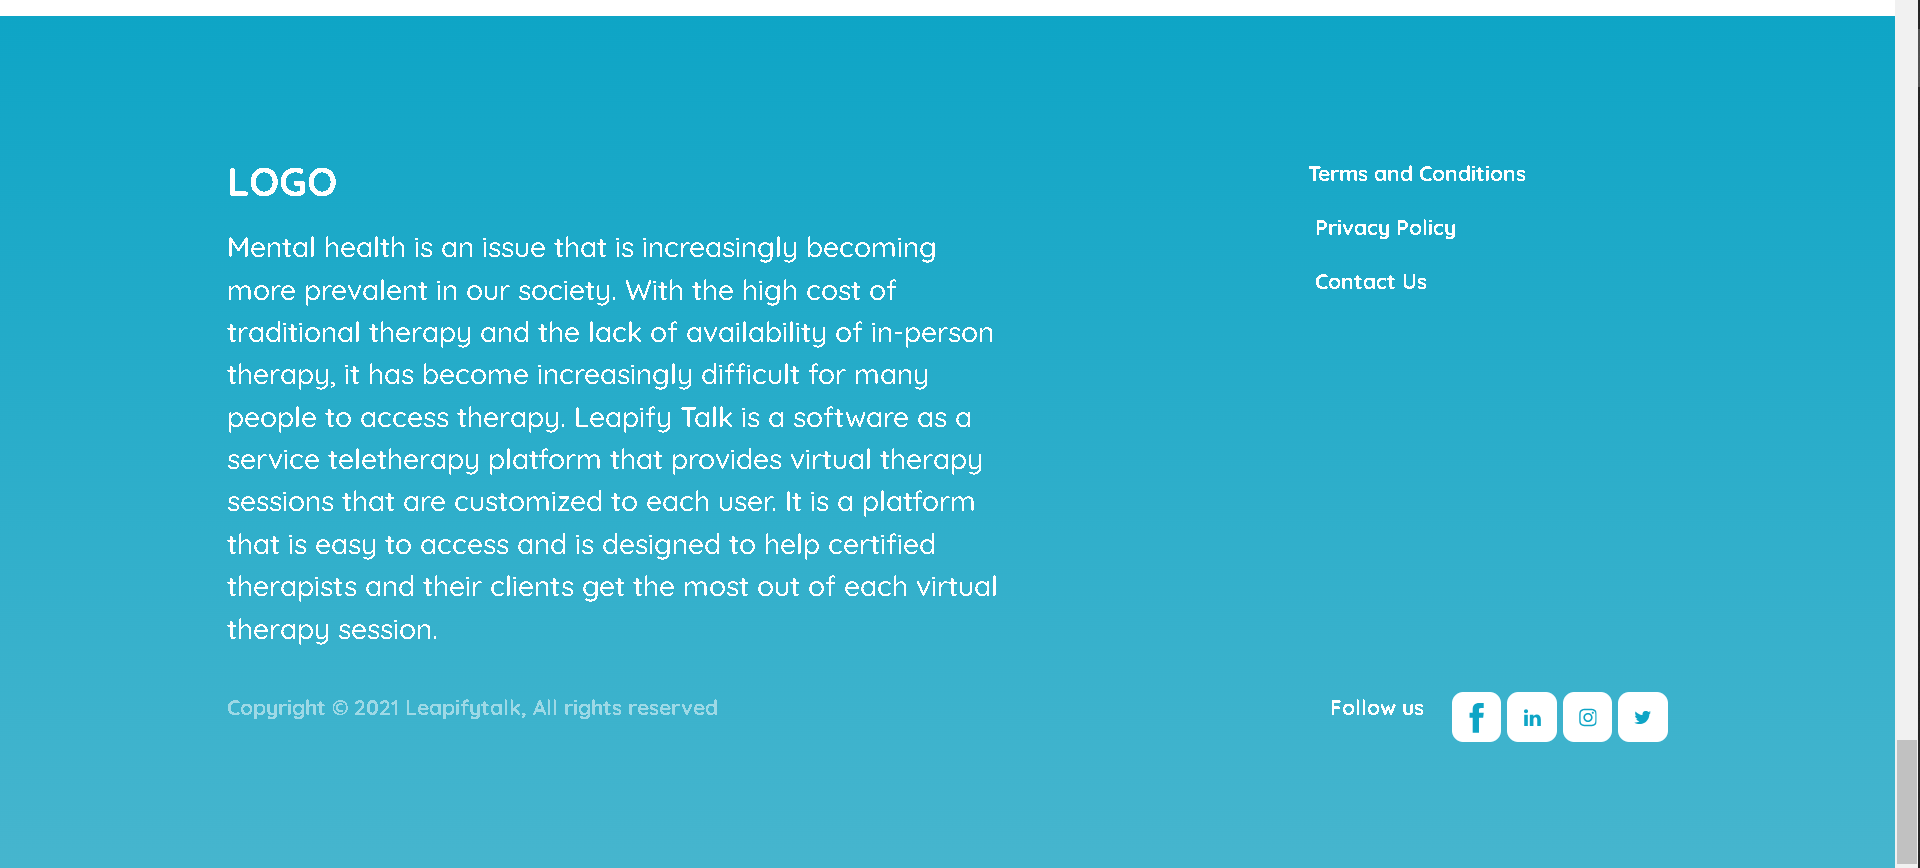 LOGO
Mental health is an issue that is increasingly becoming
more prevalent in our society. With the high cost of
traditional therapy and the lack of availability of in-person
therapy, it has become increasingly difficult for many
people to access therapy. Leapify Talk is a software as a
service teletherapy platform that provides virtual therapy
sessions that are customized to each user. It is a platform
that is easy to access and is designed to help certified
therapists and their clients get the most out of each virtual
therapy session.
Terms and Conditions
Privacy Policy
Contact Us
Copyright © 2021 Leapifytalk, All rights reserved
Follow us